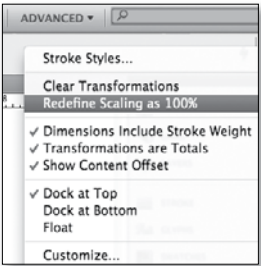 ADVANCED ▾
Stroke Styles...
Clear Transformations
Redefine Scaling as 100%
✓ Dimensions Include Stroke Weight
✓ Transformations are Totals
✓ Show Content Offset
✓ Dock at Top
Dock at Bottom
Float
Customize...